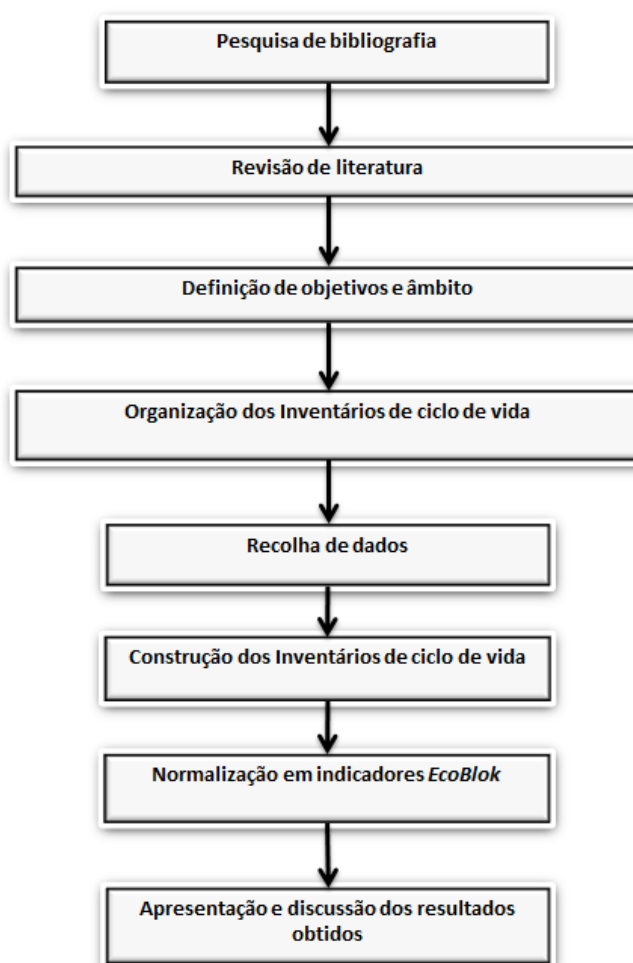 Pesquisa de bibliografia
Revisão de literatura
Definição de objetivos e âmbito
Organização dos Inventários de ciclo de vida
Recolha de dados
Construção dos Inventários de ciclo de vida
Normalização em indicadores EcoBlok
Apresentação e discussão dos resultados
obtidos